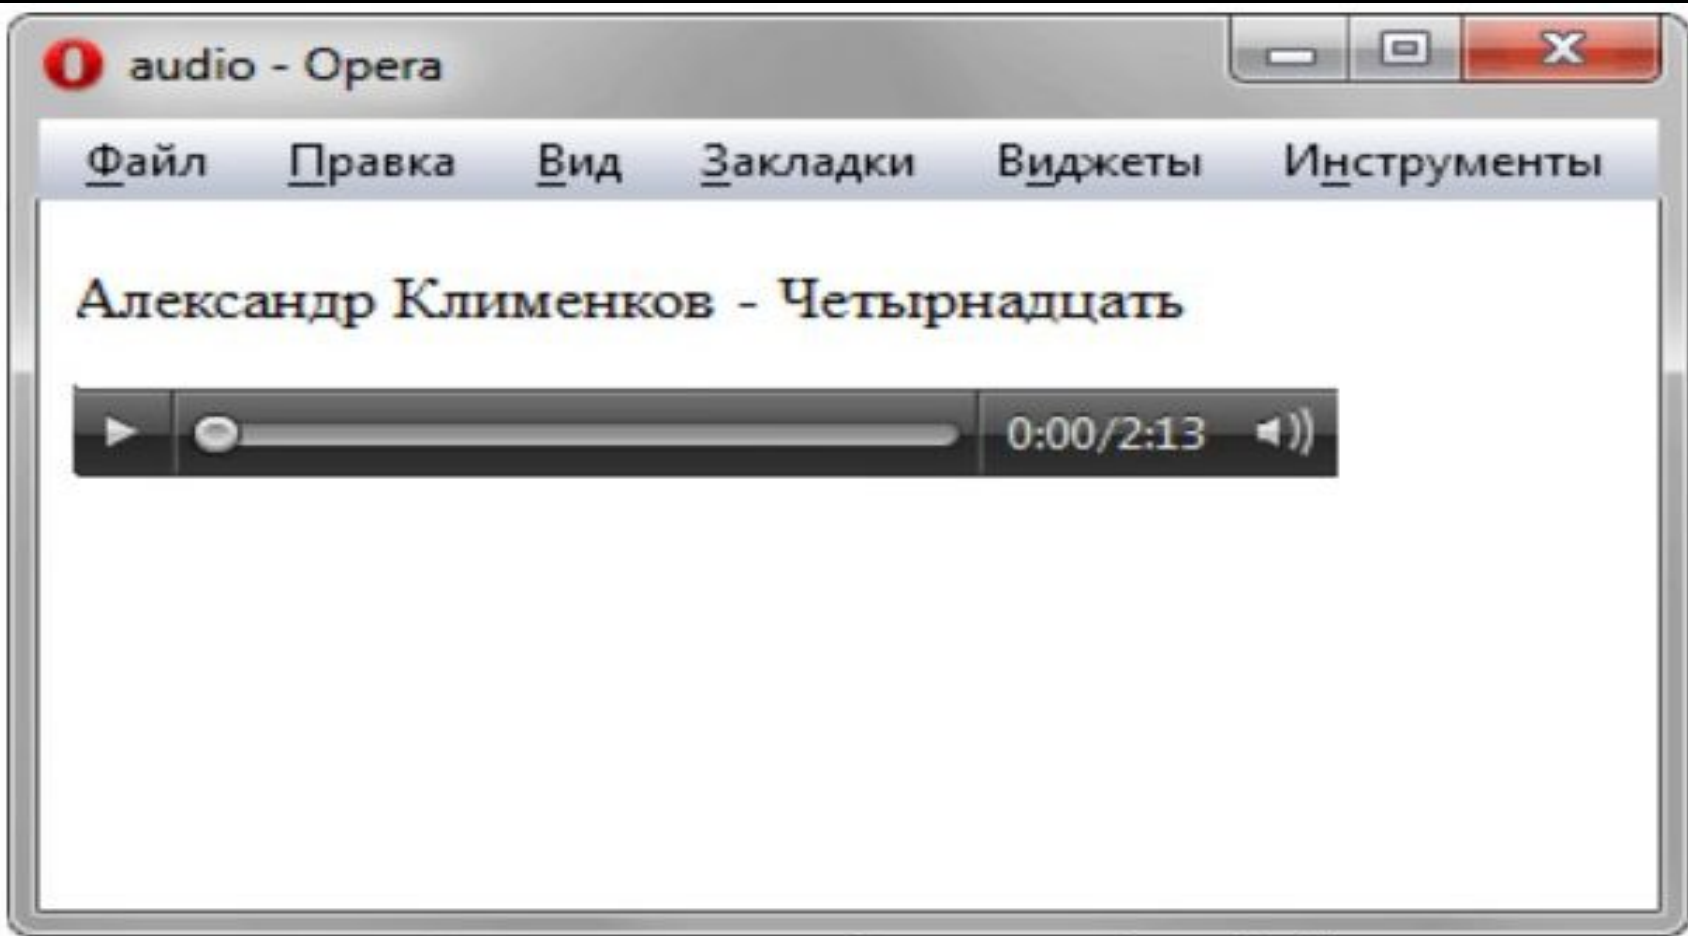 audio - Opera
Файл Правка Вид Закладки Виджеты Инструменты
Александр Клименков - Четырнадцать
0:00/2:13